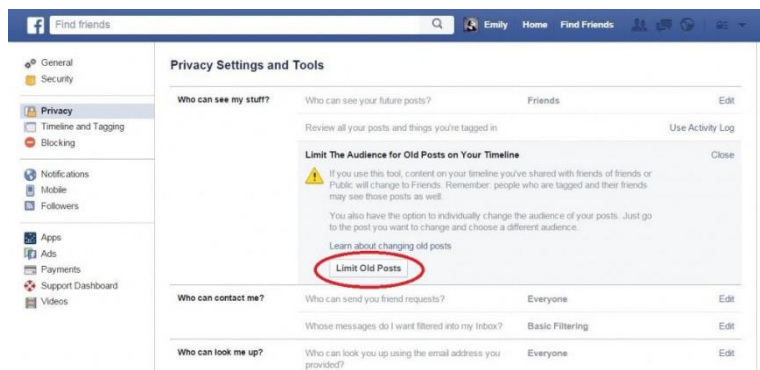 f Find friends Emily Home Find Friends
General
Security
Privacy
Timeline and Tagging
Blocking
Notifications
Mobile
Followers
Apps
Ads
Payments
Support Dashboard
Videos
Privacy Settings and Tools
Who can see my stuff? Who can see your future posts? Friends Edit
Review all your posts and things you're tagged in Use Activity Log
Limit The Audience for Old Posts on Your Timeline Close
If you use this tool, content on your timeline you've shared with friends of friends or
Public will change to Friends. Remember: people who are tagged and their friends
may see those posts as well.
You also have the option to individually change the audience of your posts. Just go
to the post you want to change and choose a different audience.
Learn about changing old posts
Limit Old Posts
Who can contact me? Who can send you friend requests? Everyone Edit
Whose messages do I want filtered into my Inbox? Basic Filtering Edit
Who can look me up? Who can look you up using the email address you Everyone Edit
provided?